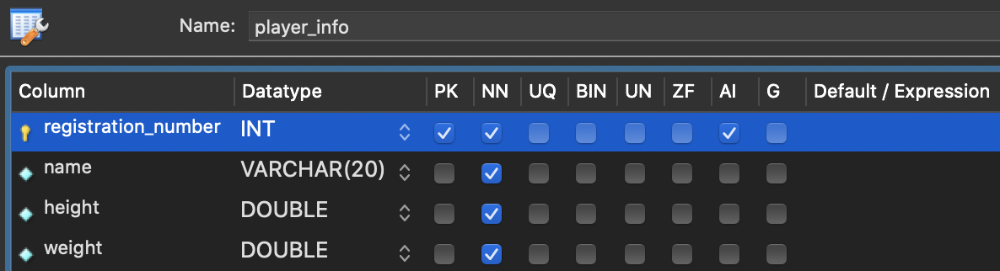 Name: player_info
Column Datatype PK NN UQ BIN UN ZF AI G Default / Expression
registration_number INT
name VARCHAR(20)
height DOUBLE
weight DOUBLE